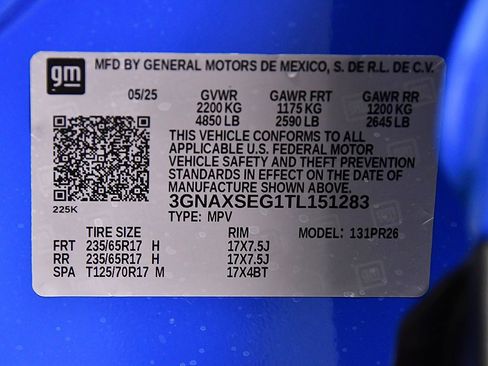 gm
MFD BY GENERAL MOTORS DE MEXICO, S. DE R.L. DE C.V.
05/25 GVWR GAWR FRT GAWR RR
2200 KG 1175 KG 1200 KG
4850 LB 2590 LB 2645 LB
THIS VEHICLE CONFORMS TO ALL
APPLICABLE U.S. FEDERAL MOTOR
VEHICLE SAFETY AND THEFT PREVENTION
STANDARDS IN EFFECT ON THE DATE OF
MANUFACTURE SHOWN ABOVE.
3GNAXSEG1TL151283
225K TYPE: MPV
TIRE SIZE RIM MODEL: 131PR26
FRT 235/65R17 H 17X7.5J
RR 235/65R17 H 17X7.5J
SPA T125/70R17 M 17X4BT